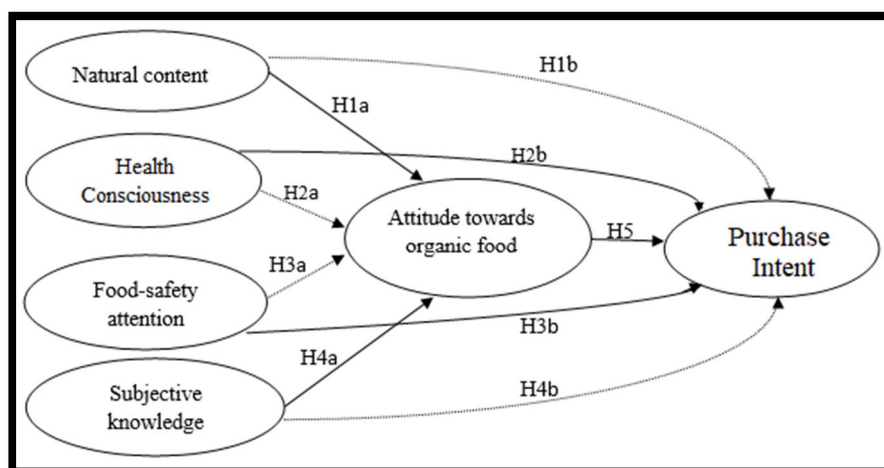 Natural content
H1b
H1a
Health
Consciousness
H2b
H2a
Attitude towards
organic food
H5
Purchase
Intent
H3a
Food-safety
attention
H3b
H4a
Subjective
knowledge
H4b